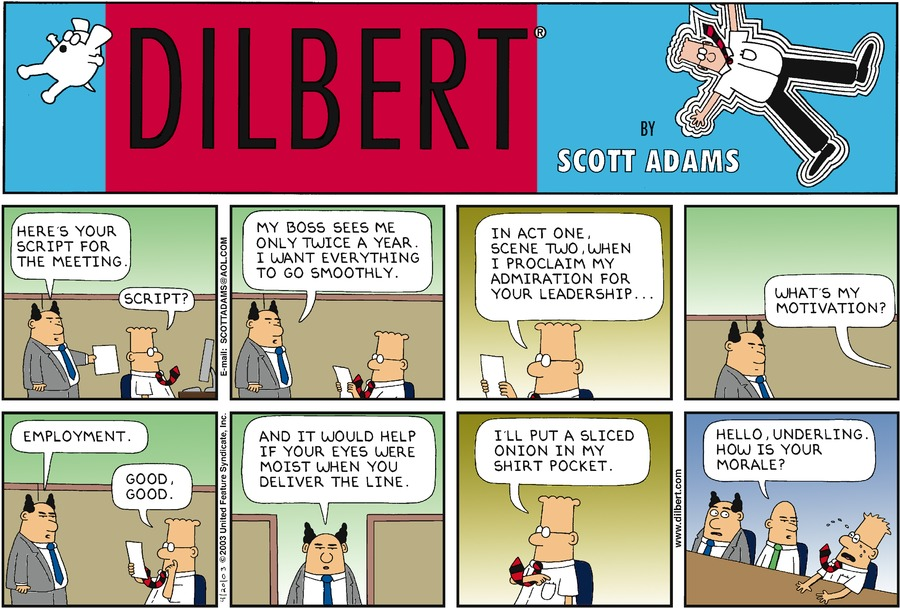 DILBERT®
BY
SCOTT ADAMS
HERE'S YOUR
SCRIPT FOR
THE MEETING.
SCRIPT?
E-mail: SCOTTADAMS@AOL.COM
MY BOSS SEES ME
ONLY TWICE A YEAR.
I WANT EVERYTHING
TO GO SMOOTHLY.
IN ACT ONE,
SCENE TWO, WHEN
I PROCLAIM MY
ADMIRATION FOR
YOUR LEADERSHIP...
WHAT'S MY
MOTIVATION?
EMPLOYMENT.
GOOD,
GOOD.
4/20/03 © 2003 United Feature Syndicate, Inc.
AND IT WOULD HELP
IF YOUR EYES WERE
MOIST WHEN YOU
DELIVER THE LINE.
I'LL PUT A SLICED
ONION IN MY
SHIRT POCKET.
www.dilbert.com
HELLO, UNDERLING.
HOW IS YOUR
MORALE?